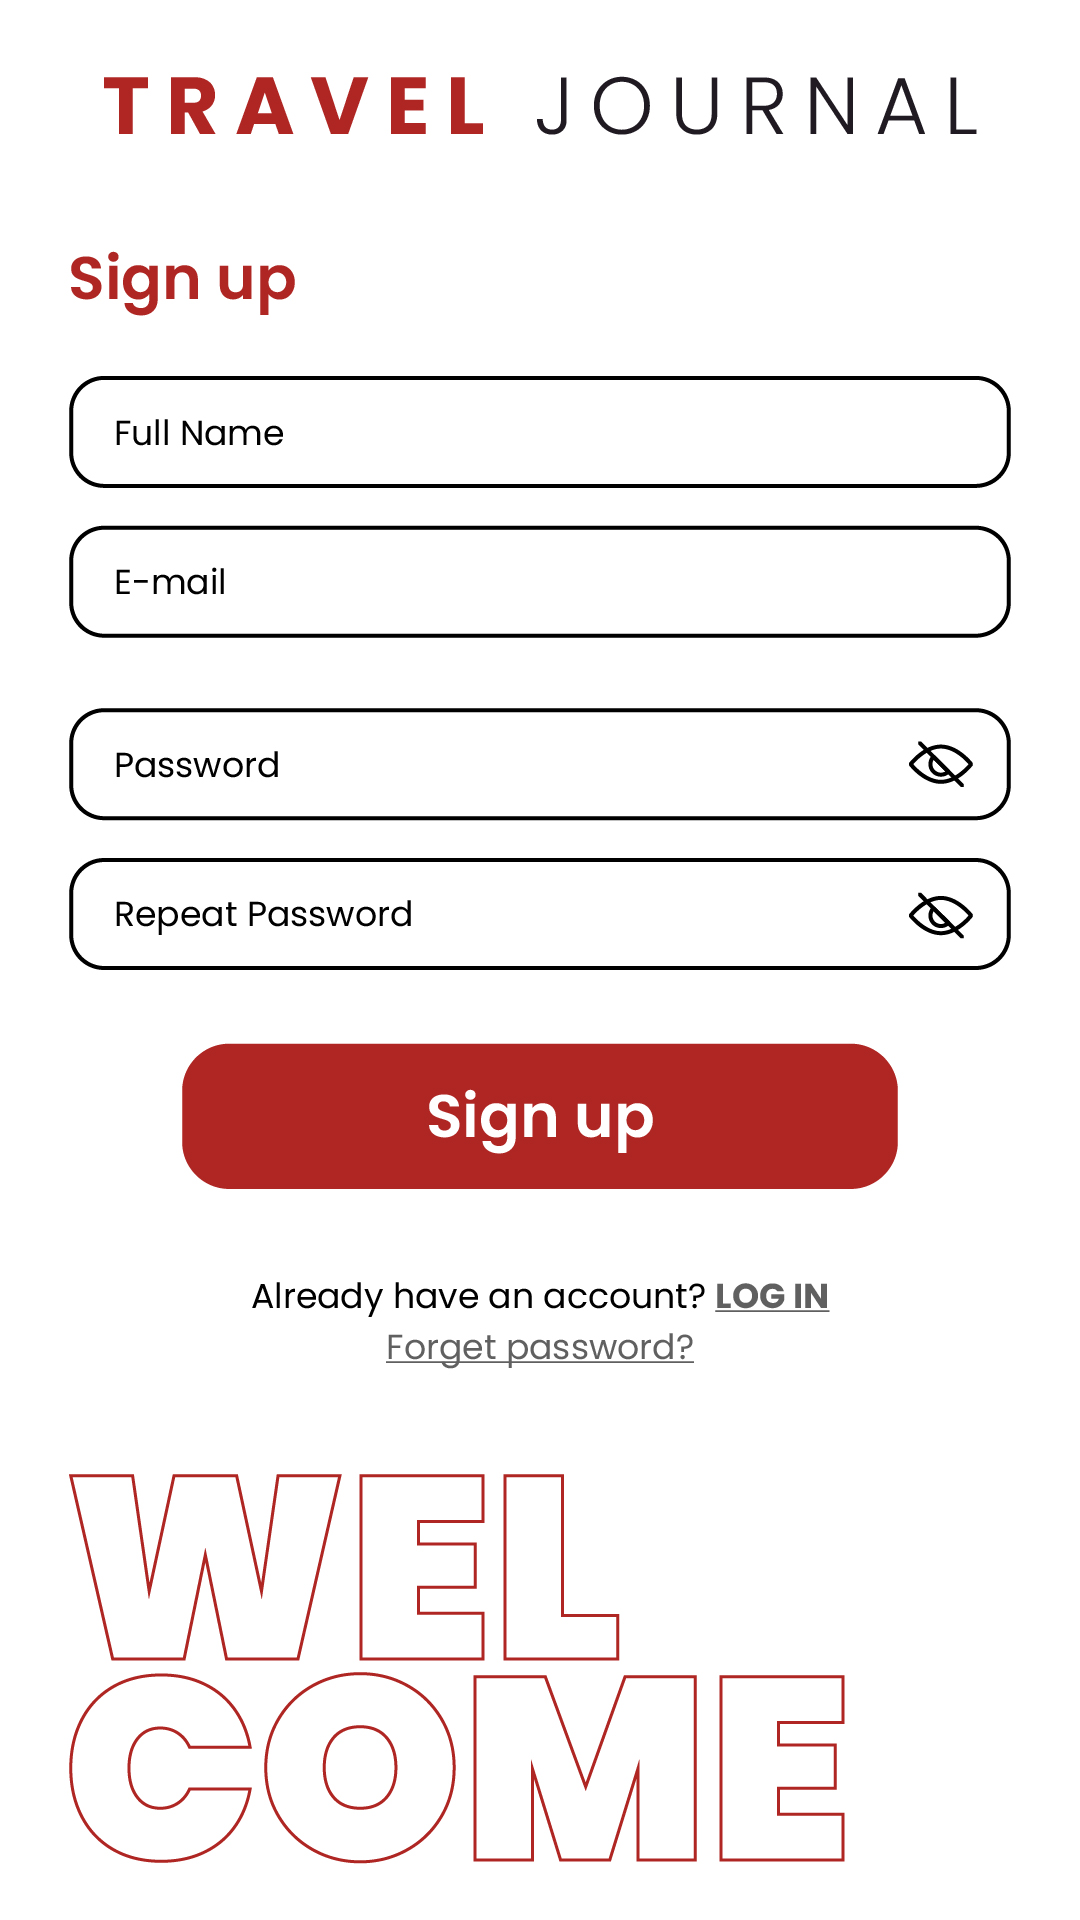 TRAVEL JOURNAL
Sign up
Full Name
E-mail
Password
Repeat Password
Sign up
Already have an account? LOG IN
Forget password?
WEL
COME